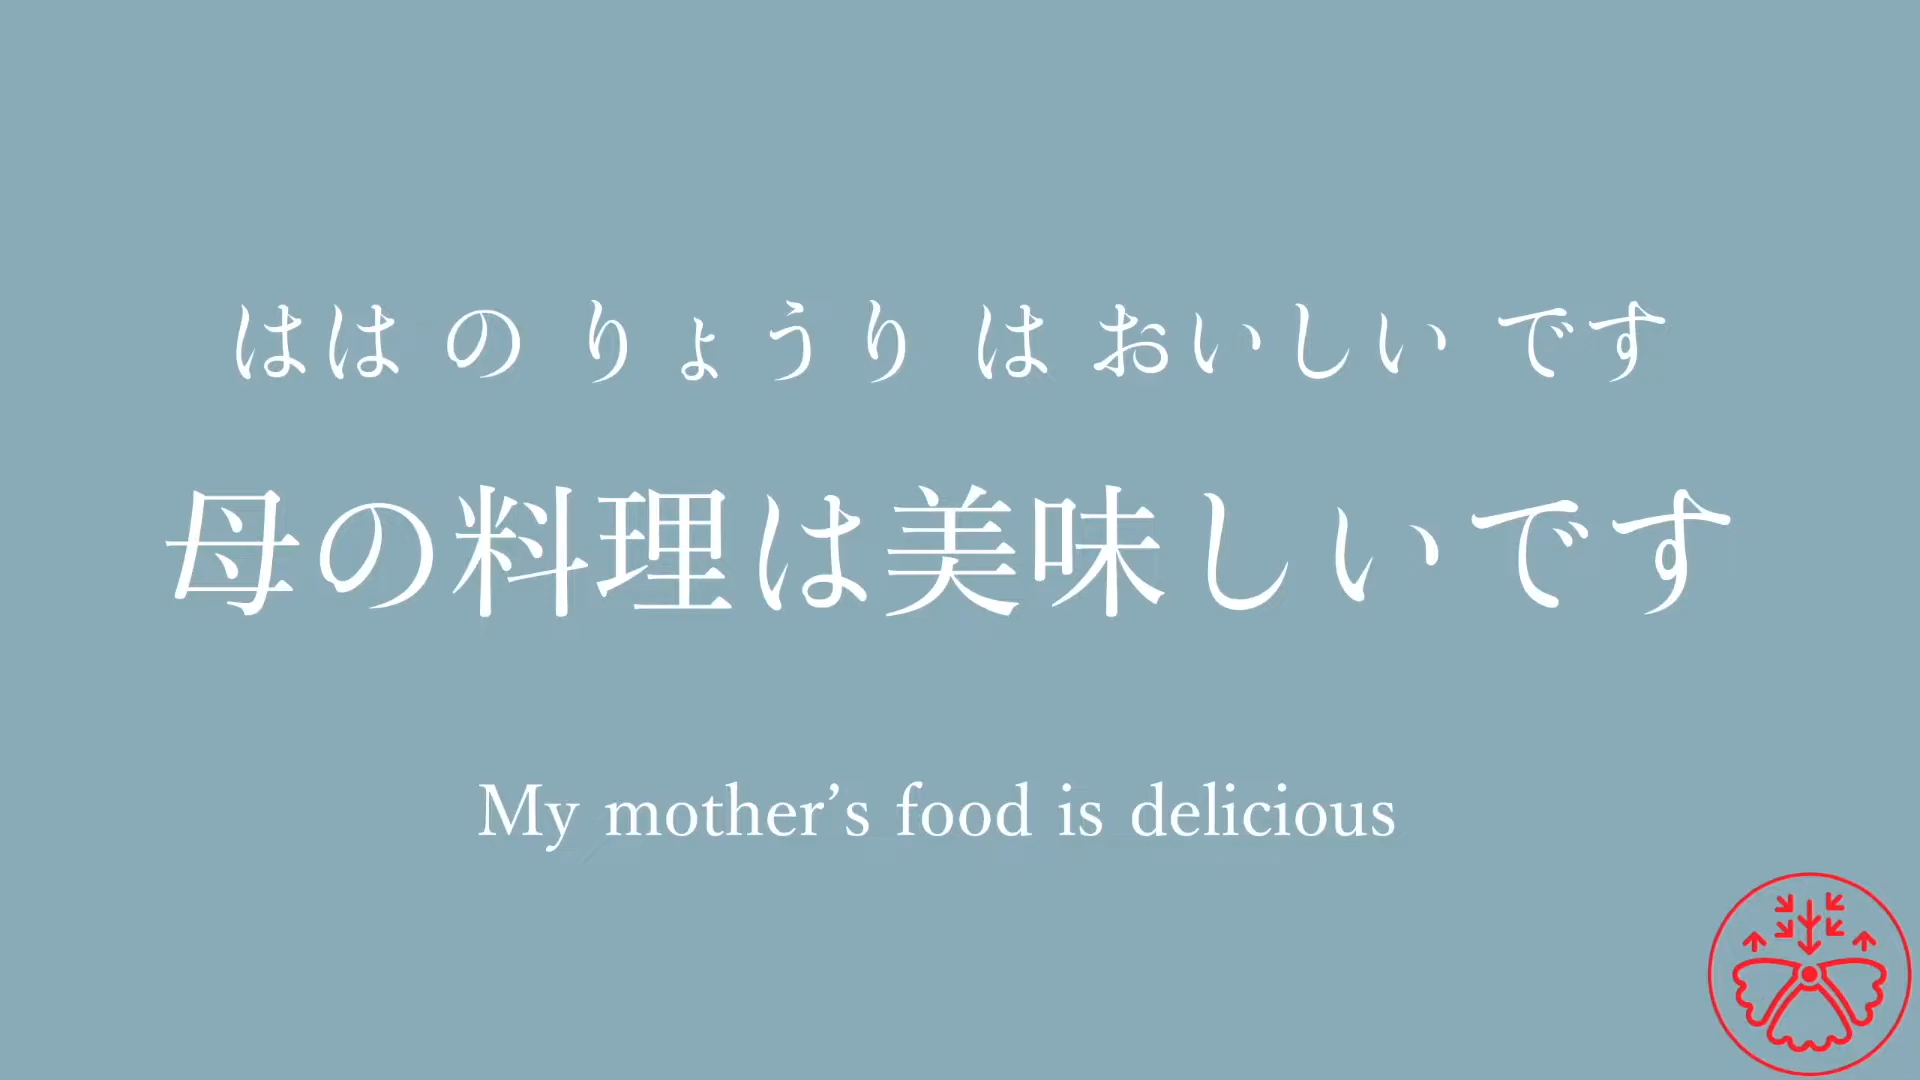 はは の りょうり は おいしい です
母の料理は美味しいです
My mother’s food is delicious